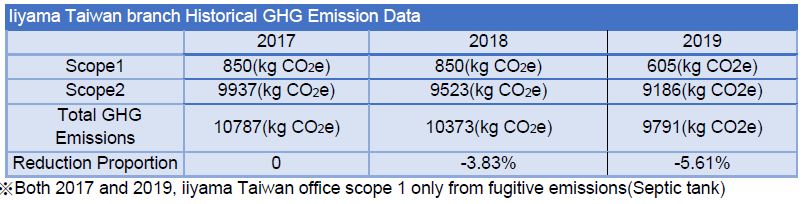 Iiyama Taiwan branch Historical GHG Emission Data
2017 2018 2019
Scope1 850(kg CO2e) 850(kg CO2e) 605(kg CO2e)
Scope2 9937(kg CO2e) 9523(kg CO2e) 9186(kg CO2e)
Total GHG
Emissions 10787(kg CO2e) 10373(kg CO2e) 9791(kg CO2e)
Reduction Proportion 0 -3.83% -5.61%
※Both 2017 and 2019, iiyama Taiwan office scope 1 only from fugitive emissions(Septic tank)